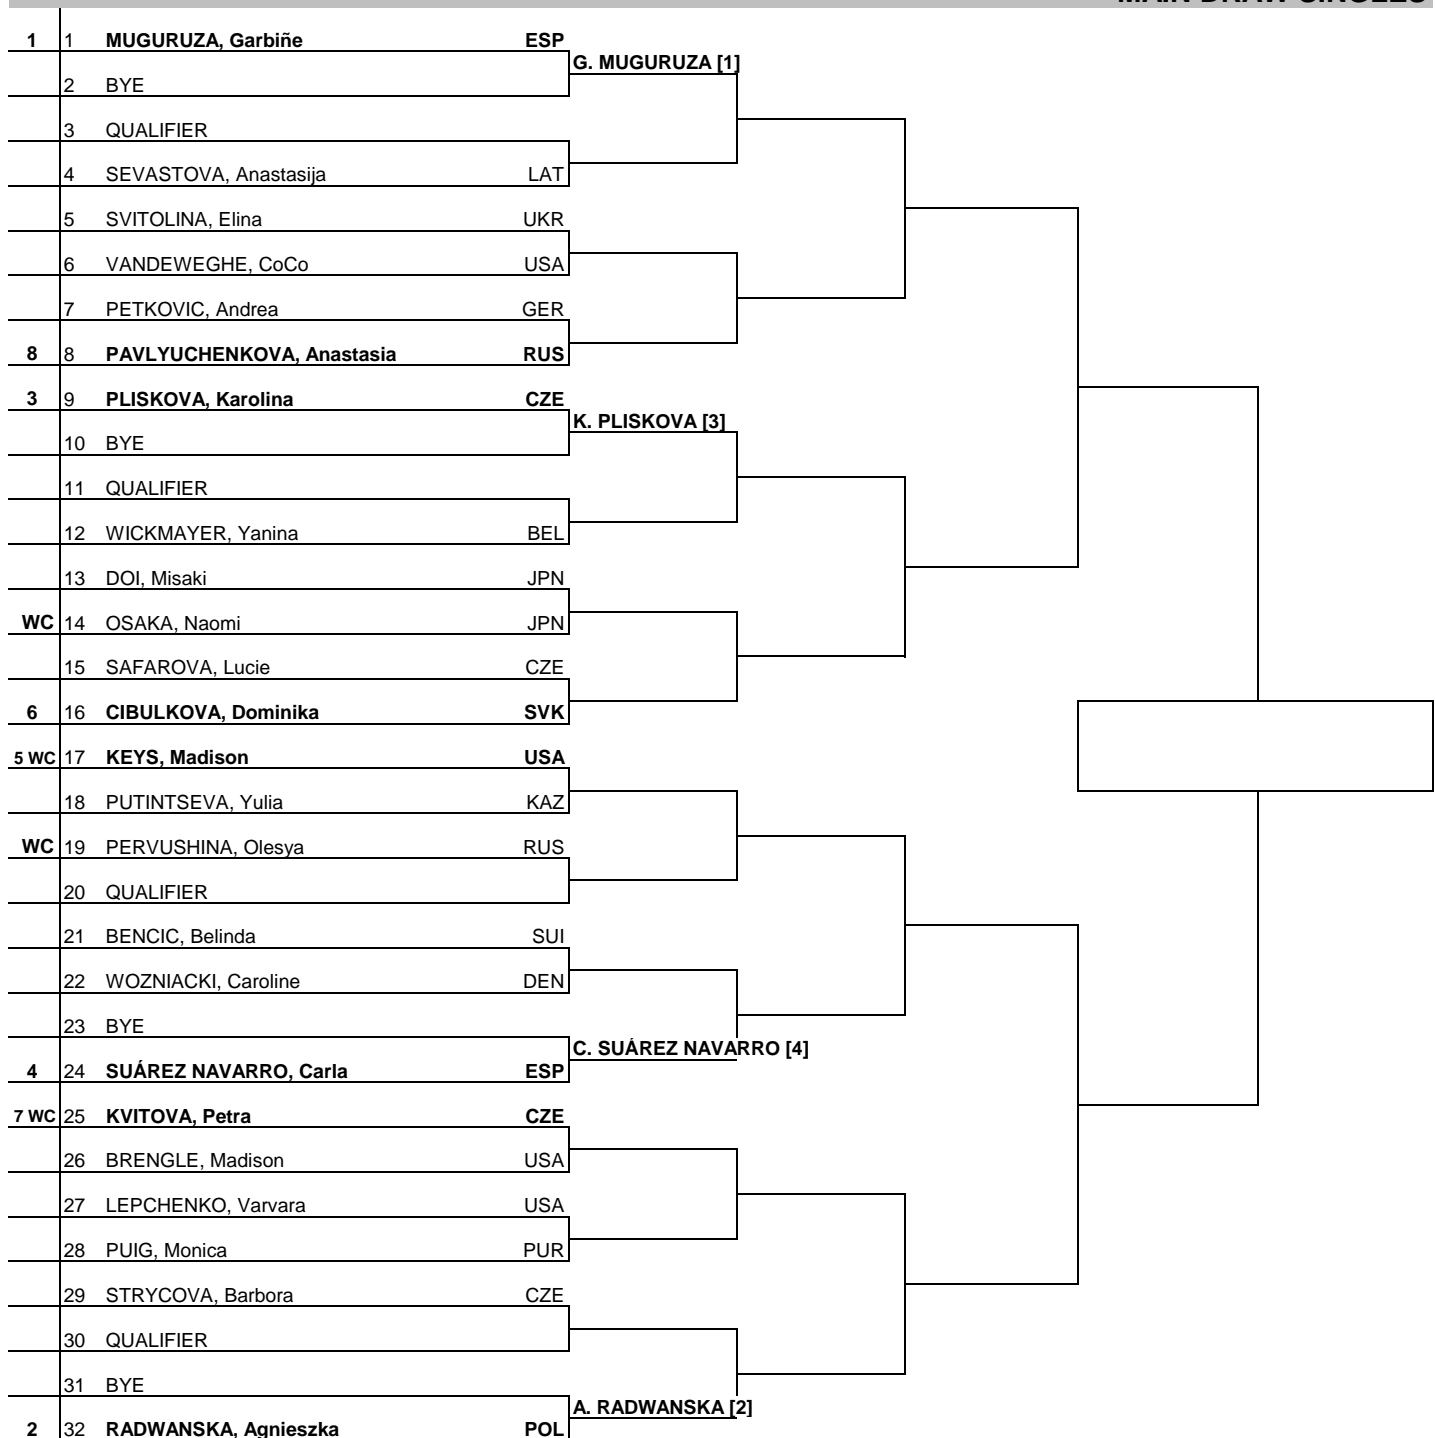 MAIN DRAW SINGLES
1 1 MUGURUZA, Garbiñe ESP
G. MUGURUZA [1]
2 BYE
3 QUALIFIER
4 SEVASTOVA, Anastasija LAT
5 SVITOLINA, Elina UKR
6 VANDEWEGHE, CoCo USA
7 PETKOVIC, Andrea GER
8 8 PAVLYUCHENKOVA, Anastasia RUS
3 9 PLISKOVA, Karolina CZE
K. PLISKOVA [3]
10 BYE
11 QUALIFIER
12 WICKMAYER, Yanina BEL
13 DOI, Misaki JPN
WC 14 OSAKA, Naomi JPN
15 SAFAROVA, Lucie CZE
6 16 CIBULKOVA, Dominika SVK
5 WC 17 KEYS, Madison USA
18 PUTINTSEVA, Yulia KAZ
WC 19 PERVUSHINA, Olesya RUS
20 QUALIFIER
21 BENCIC, Belinda SUI
22 WOZNIACKI, Caroline DEN
23 BYE
C. SUÁREZ NAVARRO [4]
4 24 SUÁREZ NAVARRO, Carla ESP
7 WC 25 KVITOVA, Petra CZE
26 BRENGLE, Madison USA
27 LEPCHENKO, Varvara USA
28 PUIG, Monica PUR
29 STRYCOVA, Barbora CZE
30 QUALIFIER
31 BYE
A. RADWANSKA [2]
2 32 RADWANSKA, Agnieszka POL